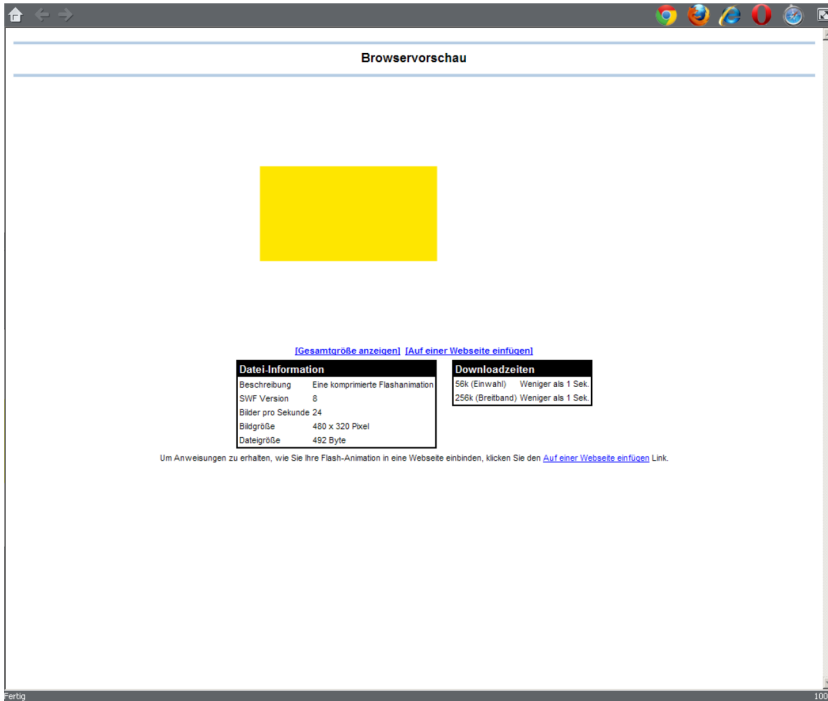 Browservorschau
[Gesamtgröße anzeigen] [Auf einer Webseite einfügen]
Datei-Information
Beschreibung Eine komprimierte Flashanimation
SWF Version 8
Bilder pro Sekunde 24
Bildgröße 480 x 320 Pixel
Dateigröße 492 Byte
Downloadzeiten
56k (Einwahl) Weniger als 1 Sek.
256k (Breitband) Weniger als 1 Sek.
Um Anweisungen zu erhalten, wie Sie Ihre Flash-Animation in eine Webseite einbinden, klicken Sie den Auf einer Webseite einfügen Link.
Fertig
100